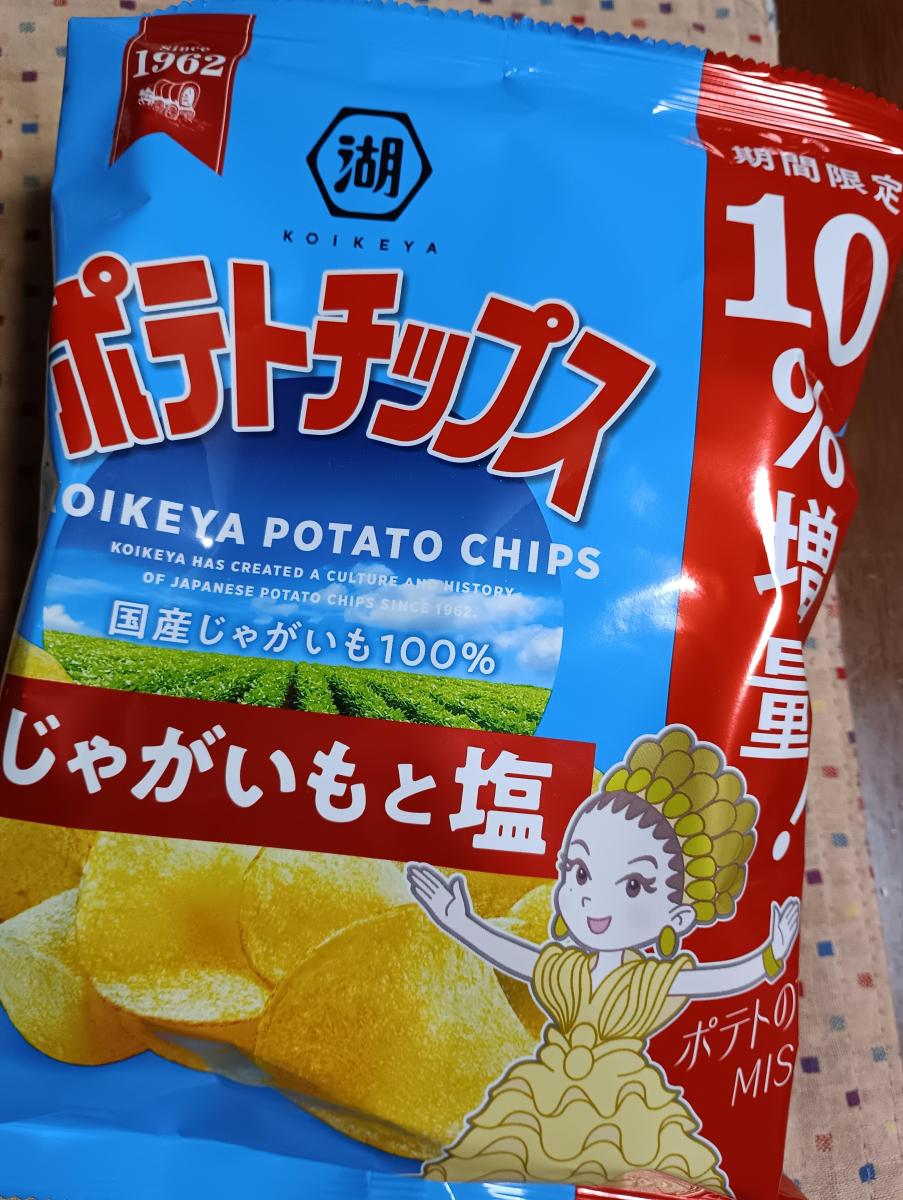 Since
1962
湖
KOIKEYA
ポテトチップス
KOIKEYA POTATO CHIPS
KOIKEYA HAS CREATED A CULTURE AND HISTORY
OF JAPANESE POTATO CHIPS SINCE 1962.
国産じゃがいも100%
じゃがいもと塩
期間限定
10%増量!
ポテトの
MIS